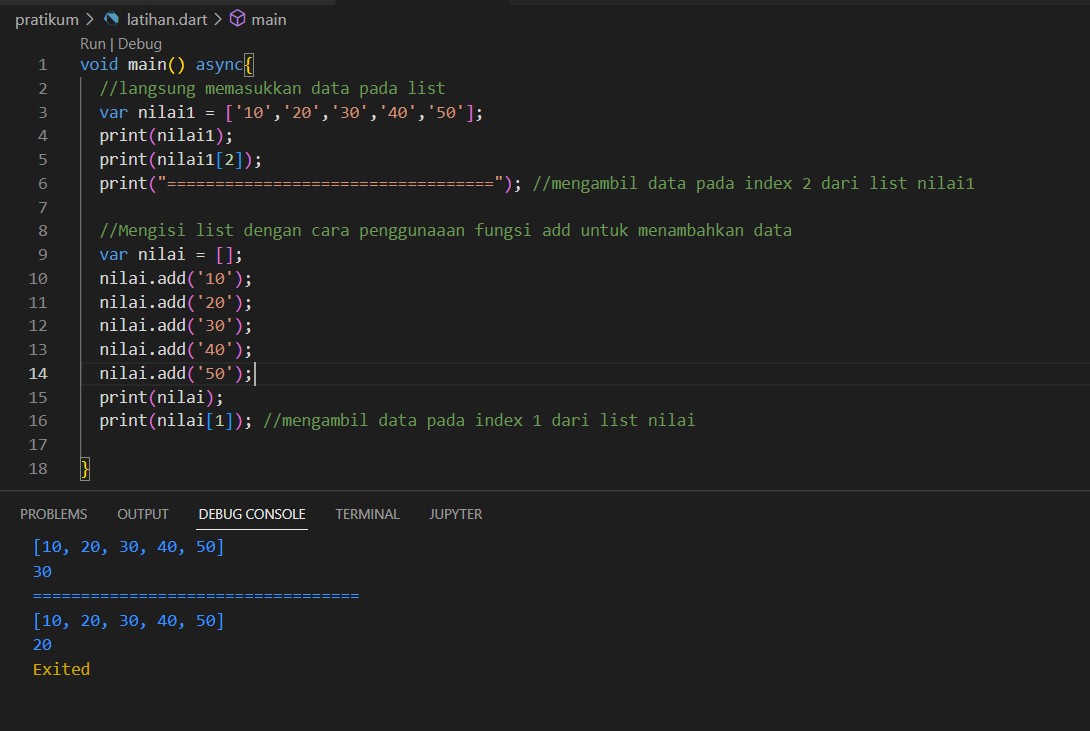 pratikum > latihan.dart > main
Run | Debug
1 void main() async{
2 //langsung memasukkan data pada list
3 var nilai1 = ['10','20','30','40','50'];
4 print(nilai1);
5 print(nilai1[2]);
6 print("=================================="); //mengambil data pada index 2 dari list nilai1
7
8 //Mengisi list dengan cara penggunaaan fungsi add untuk menambahkan data
9 var nilai = [];
10 nilai.add('10');
11 nilai.add('20');
12 nilai.add('30');
13 nilai.add('40');
14 nilai.add('50');
15 print(nilai);
16 print(nilai[1]); //mengambil data pada index 1 dari list nilai
17
18 }
PROBLEMS OUTPUT DEBUG CONSOLE TERMINAL JUPYTER
[10, 20, 30, 40, 50]
30
==================================
[10, 20, 30, 40, 50]
20
Exited